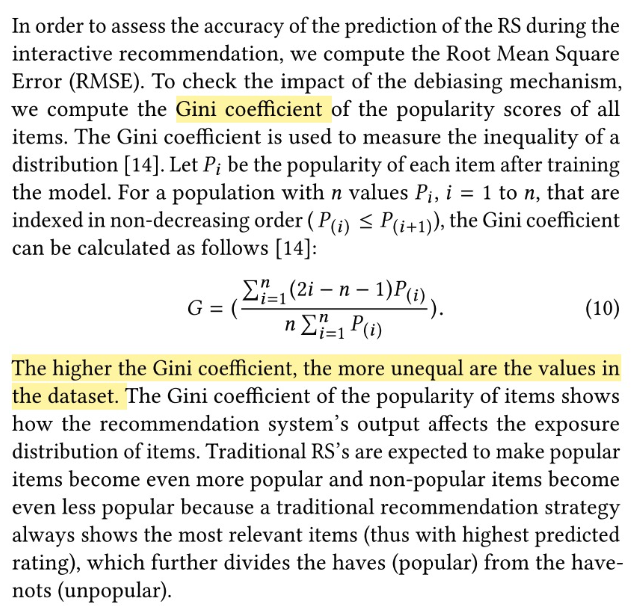 In order to assess the accuracy of the prediction of the RS during the
interactive recommendation, we compute the Root Mean Square
Error (RMSE). To check the impact of the debiasing mechanism,
we compute the Gini coefficient of the popularity scores of all
items. The Gini coefficient is used to measure the inequality of a
distribution [14]. Let P_i be the popularity of each item after training
the model. For a population with n values P_i, i = 1 to n, that are
indexed in non-decreasing order ( P_(i) ≤ P_(i+1)), the Gini coefficient
can be calculated as follows [14]:
G = (\frac{\sum_{i=1}^{n}(2i − n − 1)P_{(i)}}{n \sum_{i=1}^{n} P_{(i)}}). (10)
The higher the Gini coefficient, the more unequal are the values in
the dataset. The Gini coefficient of the popularity of items shows
how the recommendation system's output affects the exposure
distribution of items. Traditional RS's are expected to make popular
items become even more popular and non-popular items become
even less popular because a traditional recommendation strategy
always shows the most relevant items (thus with highest predicted
rating), which further divides the haves (popular) from the have-
nots (unpopular).